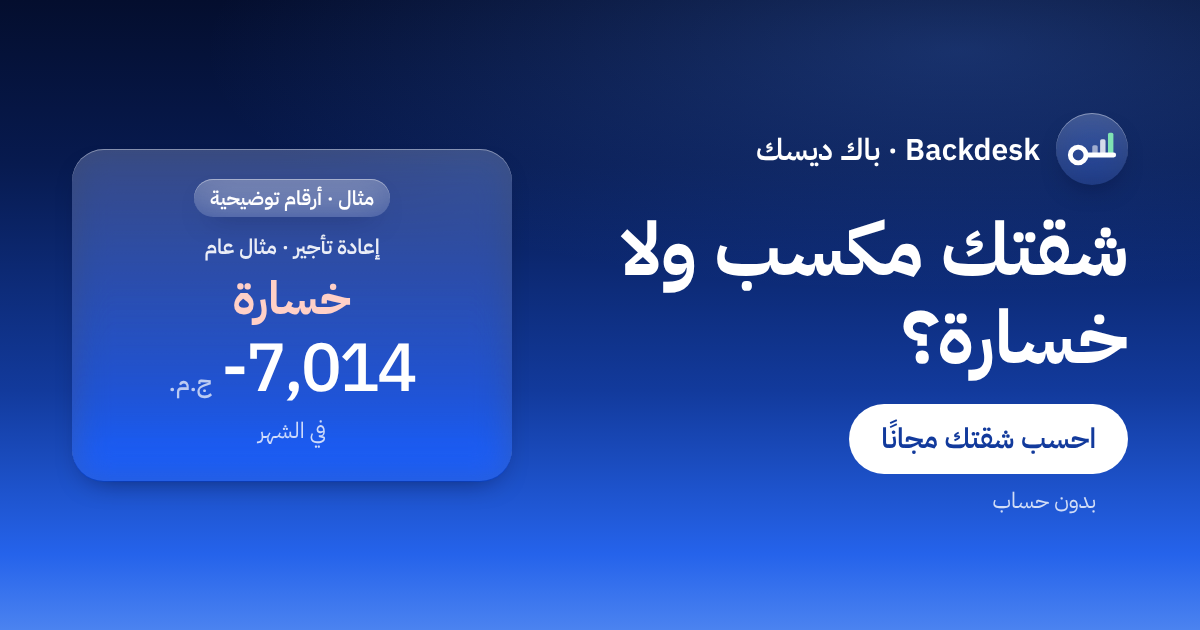 Backdesk · باك ديسك
شقتك مكسب ولا
خسارة؟
احسب شقتك مجانًا
بدون حساب
مثال · أرقام توضيحية
إعادة تأجير · مثال عام
خسارة
-7,014 ج.م.
في الشهر